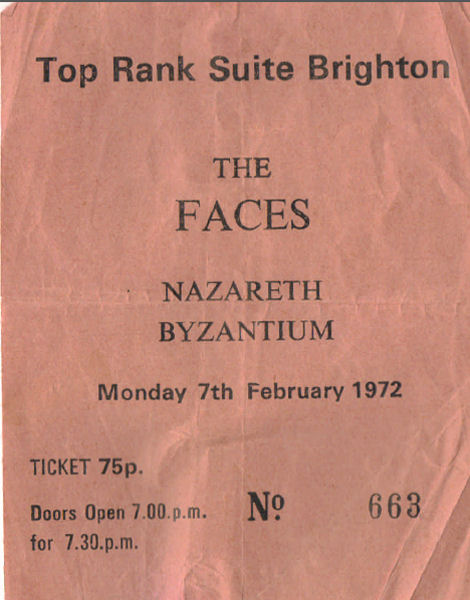 Top Rank Suite Brighton
THE
FACES
NAZARETH
BYZANTIUM
Monday 7th February 1972
TICKET 75p.
Doors Open 7.00.p.m. Nº. 663
for 7.30.p.m.